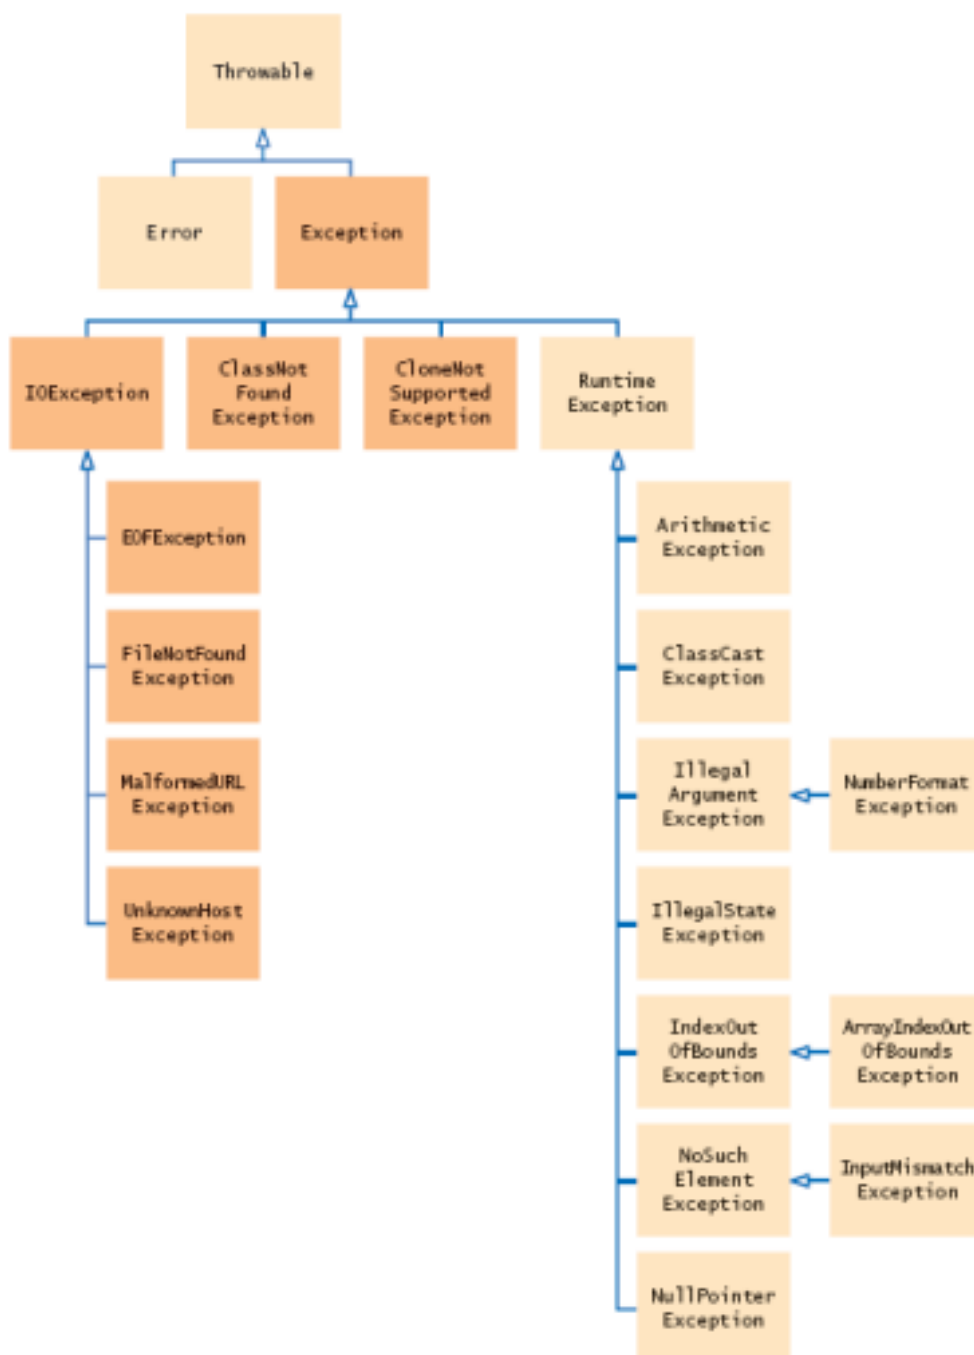 Throwable
Error
Exception
IOException
ClassNot
Found
Exception
CloneNot
Supported
Exception
Runtime
Exception
EOFException
FileNotFound
Exception
MalformedURL
Exception
UnknownHost
Exception
Arithmetic
Exception
ClassCast
Exception
Illegal
Argument
Exception
NumberFormat
Exception
IllegalState
Exception
IndexOut
OfBounds
Exception
ArrayIndexOut
OfBounds
Exception
NoSuch
Element
Exception
InputMismatch
Exception
NullPointer
Exception